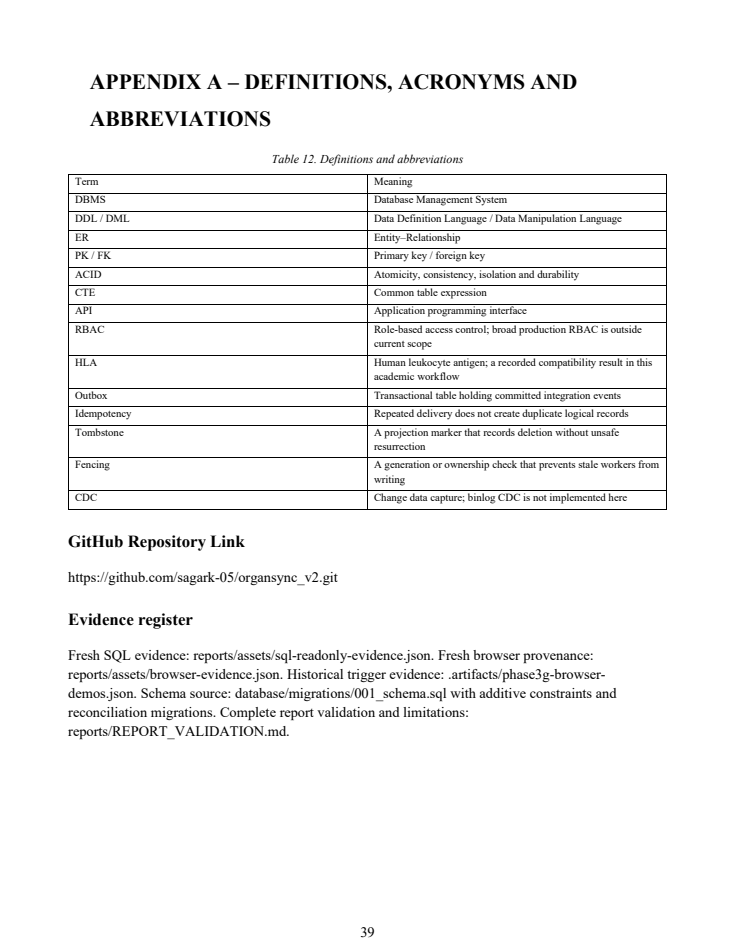 APPENDIX A – DEFINITIONS, ACRONYMS AND
ABBREVIATIONS
Table 12. Definitions and abbreviations
Term Meaning
DBMS Database Management System
DDL / DML Data Definition Language / Data Manipulation Language
ER Entity–Relationship
PK / FK Primary key / foreign key
ACID Atomicity, consistency, isolation and durability
CTE Common table expression
API Application programming interface
RBAC Role-based access control; broad production RBAC is outside
current scope
HLA Human leukocyte antigen; a recorded compatibility result in this
academic workflow
Outbox Transactional table holding committed integration events
Idempotency Repeated delivery does not create duplicate logical records
Tombstone A projection marker that records deletion without unsafe
resurrection
Fencing A generation or ownership check that prevents stale workers from
writing
CDC Change data capture; binlog CDC is not implemented here
GitHub Repository Link
https://github.com/sagark-05/organsync_v2.git
Evidence register
Fresh SQL evidence: reports/assets/sql-readonly-evidence.json. Fresh browser provenance:
reports/assets/browser-evidence.json. Historical trigger evidence: .artifacts/phase3g-browser-
demos.json. Schema source: database/migrations/001_schema.sql with additive constraints and
reconciliation migrations. Complete report validation and limitations:
reports/REPORT_VALIDATION.md.
39